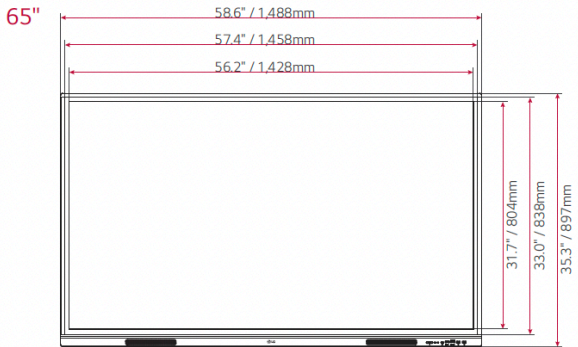 65"
58.6" / 1,488mm
57.4" / 1,458mm
56.2" / 1,428mm
31.7" / 804mm
33.0" / 838mm
35.3" / 897mm